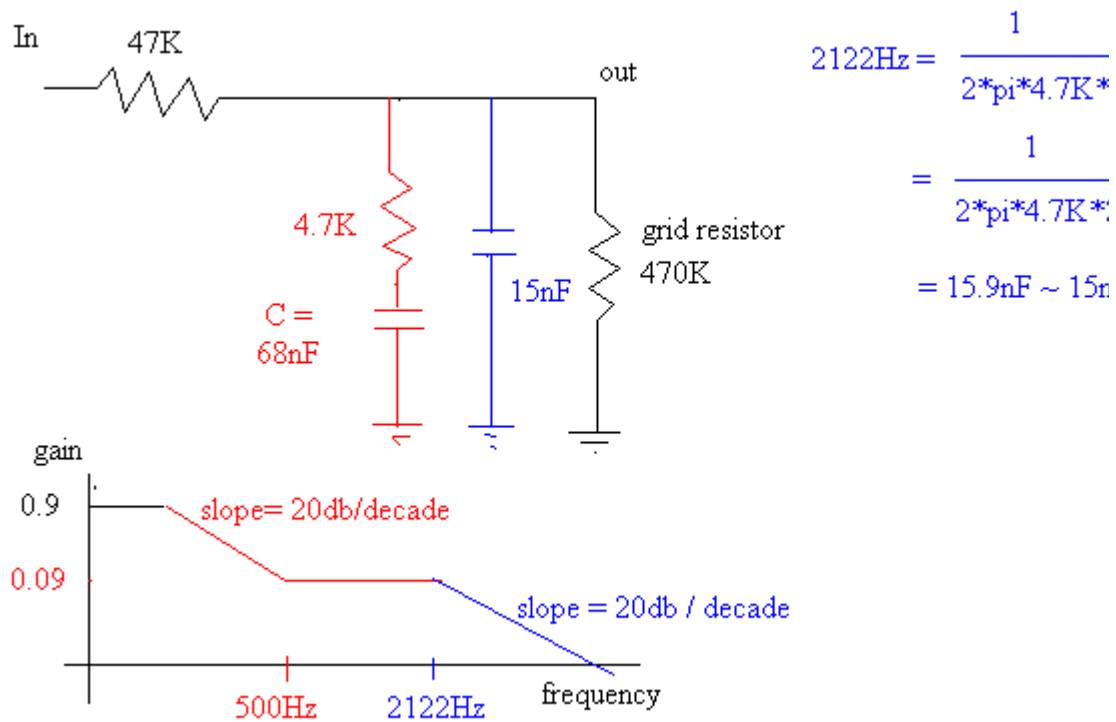 In
47K
out
4.7K
C =
68nF
15nF
grid resistor
470K
2122Hz =
1
2*pi*4.7K*
=
1
2*pi*4.7K*
= 15.9nF ~ 15n
gain
0.9
0.09
slope= 20db/decade
slope = 20db / decade
500Hz
2122Hz
frequency